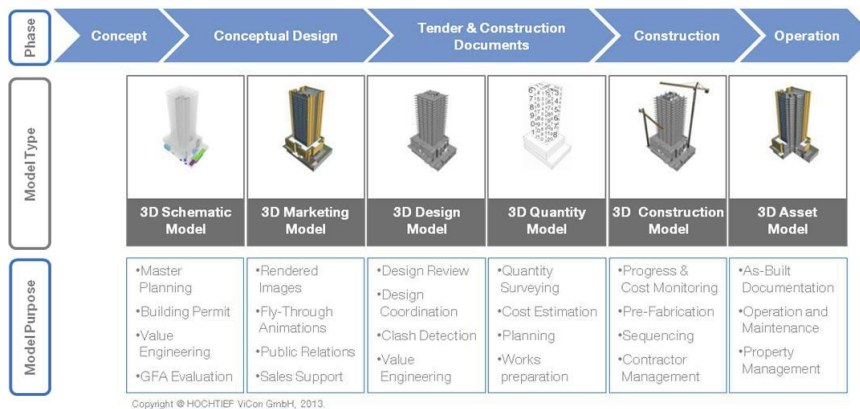 Phase
Concept
Conceptual Design
Tender & Construction
Documents
Construction
Operation
Model Type
3D Schematic
Model
3D Marketing
Model
3D Design
Model
3D Quantity
Model
3D Construction
Model
3D Asset
Model
Model Purpose
•Master
Planning
•Building Permit
•Value
Engineering
•GFA Evaluation
•Rendered
Images
•Fly-Through
Animations
•Public Relations
•Sales Support
•Design Review
•Design
Coordination
•Clash Detection
•Value
Engineering
•Quantity
Surveying
•Cost Estimation
•Planning
•Works
preparation
•Progress &
Cost Monitoring
•Pre-Fabrication
•Sequencing
•Contractor
Management
•As-Built
Documentation
•Operation and
Maintenance
•Property
Management
Copyright @ HOCHTIEF ViCon GmbH, 2013.